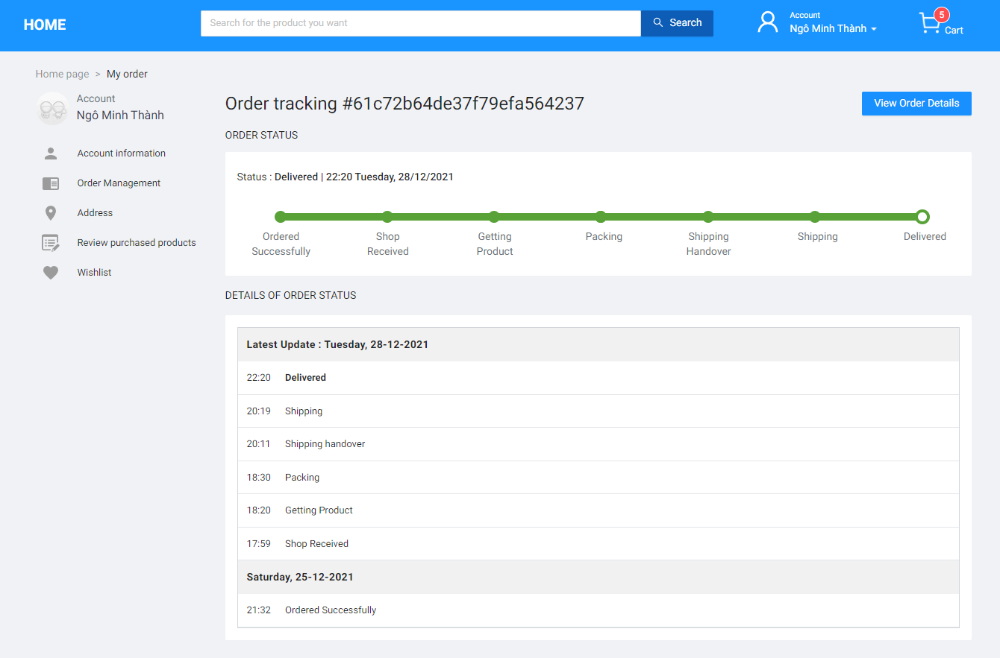 HOME
Search for the product you want
Search
Account
Ngô Minh Thành
5
Cart
Home page > My order
Account
Ngô Minh Thành
Account information
Order Management
Address
Review purchased products
Wishlist
Order tracking #61c72b64de37f79efa564237
View Order Details
ORDER STATUS
Status : Delivered | 22:20 Tuesday, 28/12/2021
Ordered
Successfully
Shop
Received
Getting
Product
Packing
Shipping
Handover
Shipping
Delivered
DETAILS OF ORDER STATUS
Latest Update : Tuesday, 28-12-2021
22:20 Delivered
20:19 Shipping
20:11 Shipping handover
18:30 Packing
18:20 Getting Product
17:59 Shop Received
Saturday, 25-12-2021
21:32 Ordered Successfully